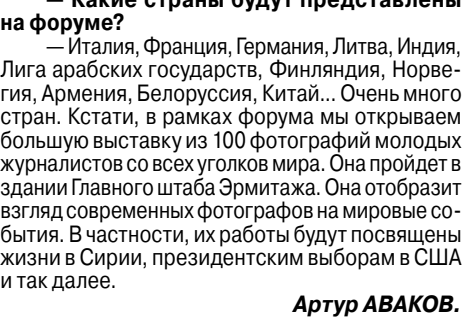 — Какие страны будут представлены
на форуме?
— Италия, Франция, Германия, Литва, Индия,
Лига арабских государств, Финляндия, Норве-
гия, Армения, Белоруссия, Китай... Очень много
стран. Кстати, в рамках форума мы открываем
большую выставку из 100 фотографий молодых
журналистов со всех уголков мира. Она пройдет в
здании Главного штаба Эрмитажа. Она отобразит
взгляд современных фотографов на мировые со-
бытия. В частности, их работы будут посвящены
жизни в Сирии, президентским выборам в США
и так далее.
Артур АВАКОВ.